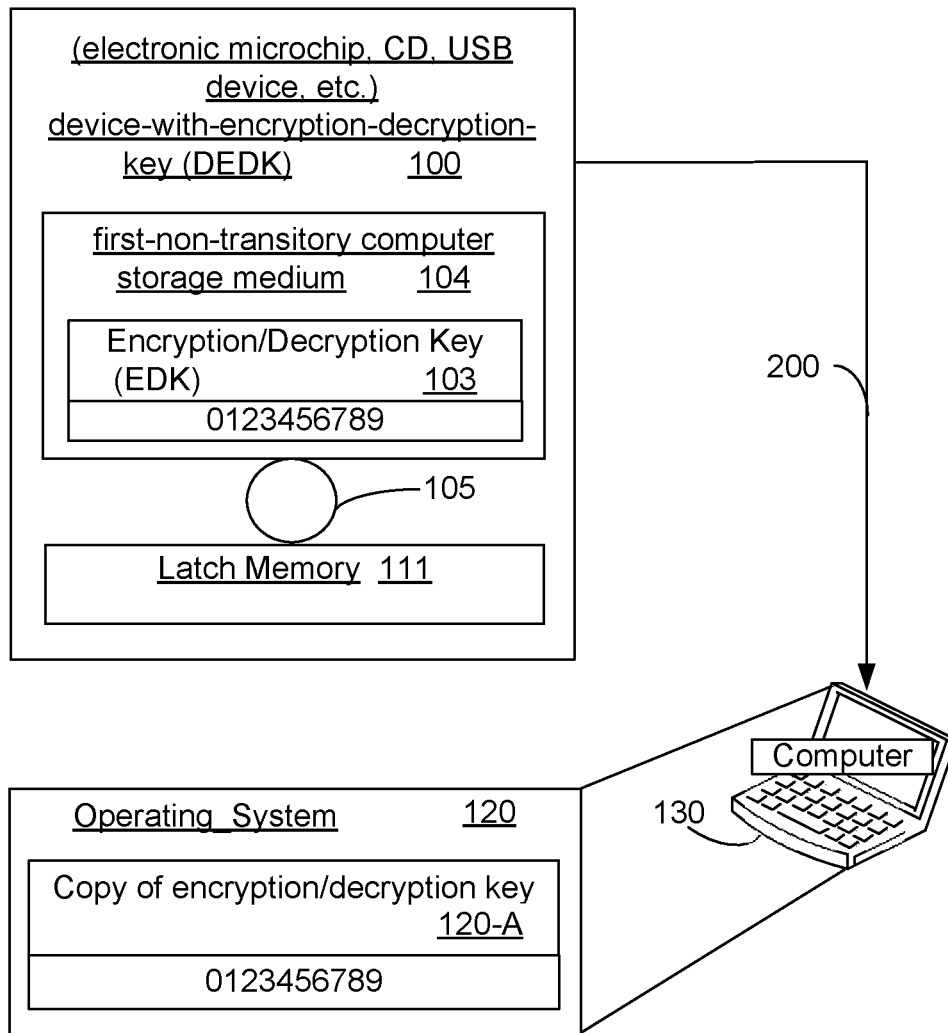 (electronic microchip, CD, USB
device, etc.)
device-with-encryption-decryption-
key (DEDK) 100
first-non-transitory computer
storage medium 104
Encryption/Decryption Key
(EDK) 103
0123456789
105
Latch Memory 111
200
Computer
130
Operating_System 120
Copy of encryption/decryption key
120-A
0123456789